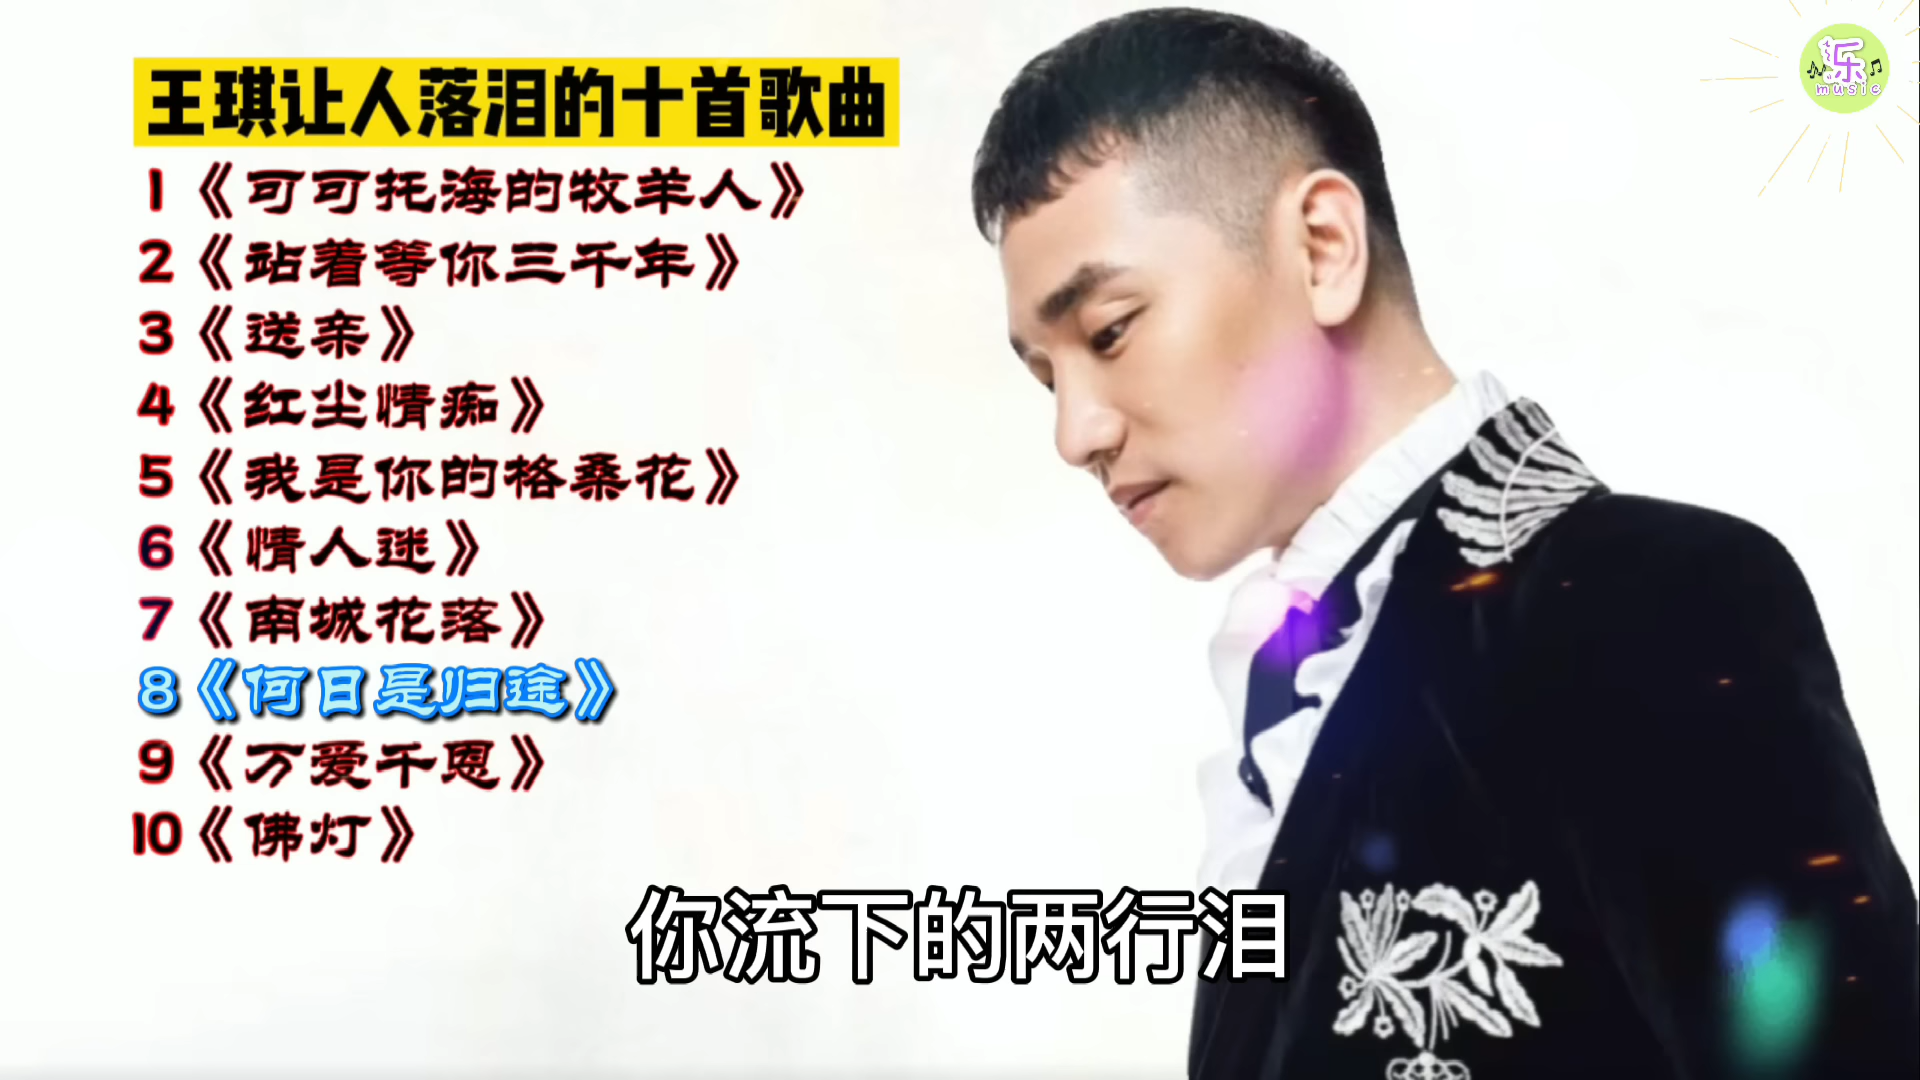 王琪让人落泪的十首歌曲
1《可可托海的牧羊人》
2《站着等你三千年》
3《送亲》
4《红尘情痴》
5《我是你的格桑花》
6《情人迷》
7《南城花落》
8《何日是归途》
9《万爱千恩》
10《佛灯》
你流下的两行泪
乐
music